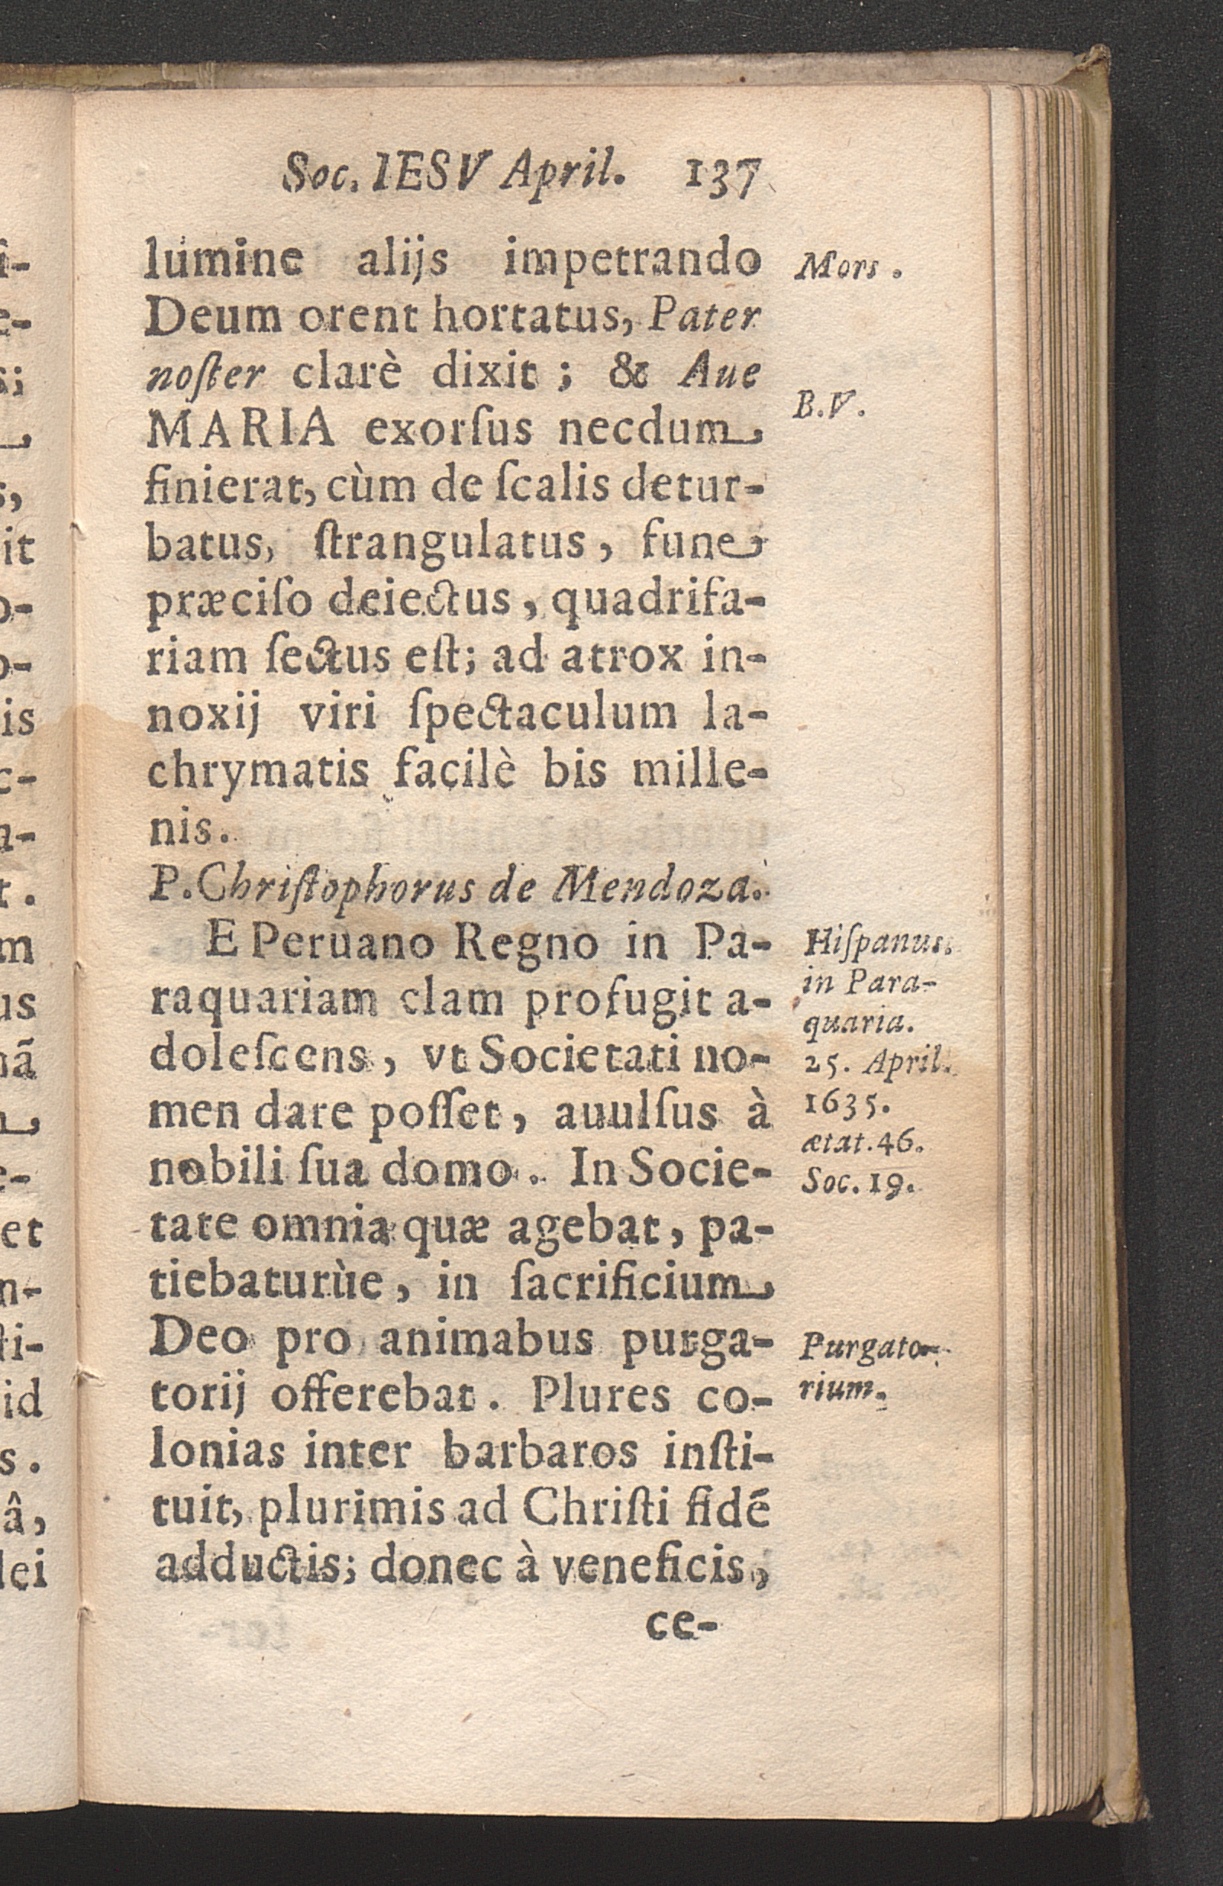 Soc. IESV April. 137
lumine alijs impetrando
Deum orent hortatus, Pater
noſter clarè dixit ; & Aue
MARIA exorſus necdum
finierat, cùm de ſcalis detur-
batus, ſtrangulatus, fune
præciſo deiectus, quadrifa-
riam ſectus eſt; ad atrox in-
noxij viri ſpectaculum la-
chrymatis facilè bis mille-
nis.
P. Chriſtophorus de Mendoza.
E Peruano Regno in Pa-
raquariam clam profugit a-
doleſcens, vt Societati no-
men dare poſſet, auulſus à
nobili ſua domo. In Socie-
tate omnia quæ agebat, pa-
tiebaturùe, in ſacrificium
Deo pro animabus purga-
torij offerebat. Plures co-
lonias inter barbaros inſti-
tuit, plurimis ad Chriſti fidē
adductis; donec à veneficis,
ce-
Mors.
B.V.
Hiſpanus.
in Para-
quaria.
25. April.
1635.
ætat. 46.
Soc. 19.
Purgato-
rium.